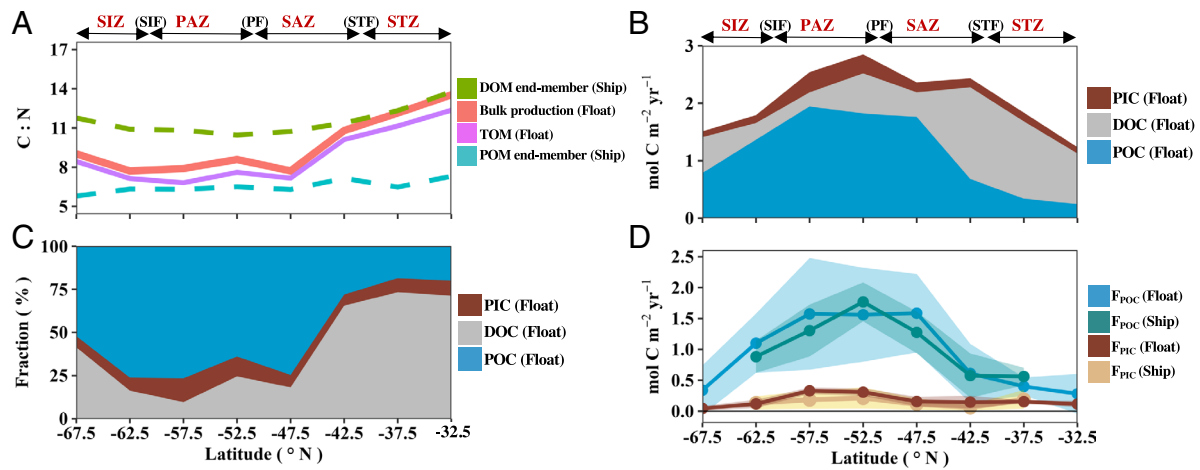 A
SIZ (SIF) PAZ (PF) SAZ (STF) STZ
C : N
17
14
11
8
5
DOM end-member (Ship)
Bulk production (Float)
TOM (Float)
POM end-member (Ship)
B
SIZ (SIF) PAZ (PF) SAZ (STF) STZ
mol C m⁻² yr⁻¹
3
2
1
0
PIC (Float)
DOC (Float)
POC (Float)
C
Fraction ( % )
100
75
50
25
0
-67.5 -62.5 -57.5 -52.5 -47.5 -42.5 -37.5 -32.5
Latitude ( ° N )
PIC (Float)
DOC (Float)
POC (Float)
D
mol C m⁻² yr⁻¹
2.5
2.0
1.5
1.0
0.5
0.0
-67.5 -62.5 -57.5 -52.5 -47.5 -42.5 -37.5 -32.5
Latitude ( ° N )
F_POC (Float)
F_POC (Ship)
F_PIC (Float)
F_PIC (Ship)